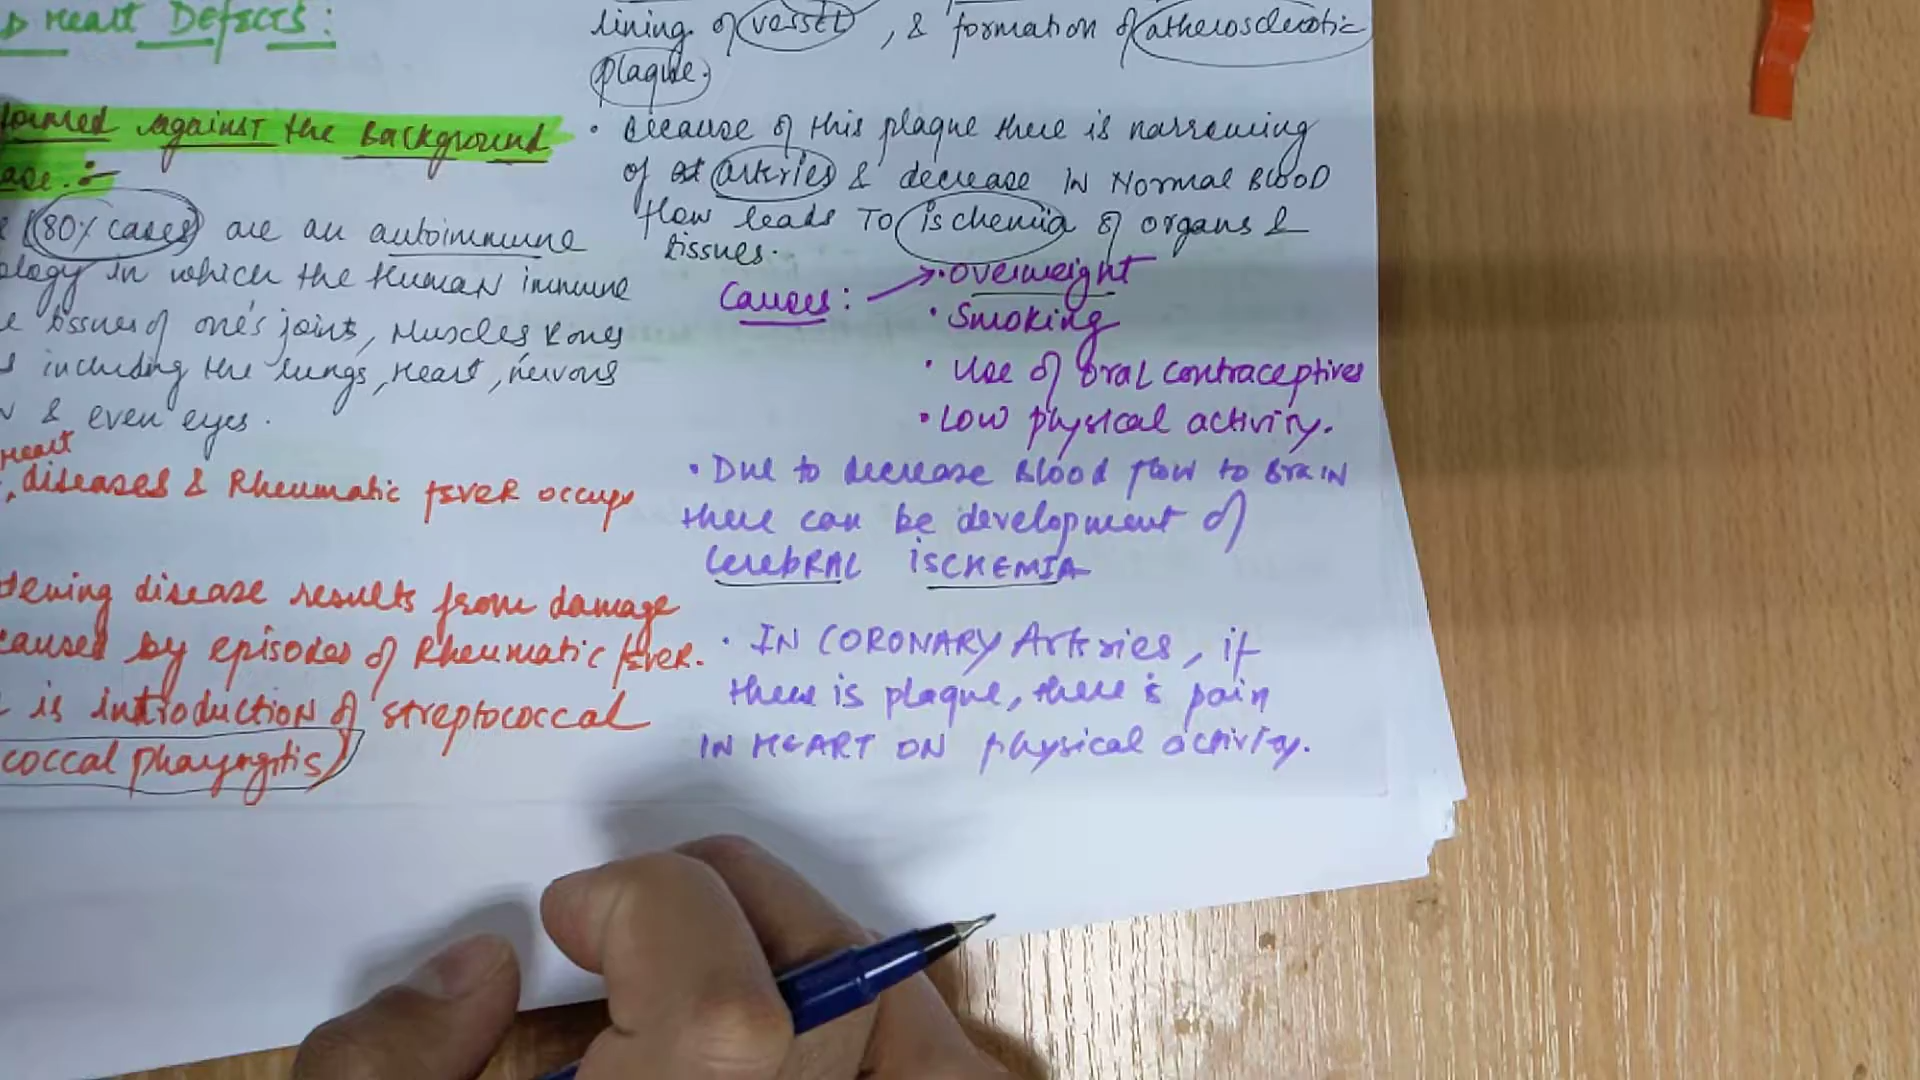 Heart Defects:
formed against the Background
80% cases are an autoimmune
ology in which the Human immune
tissues of one's joints, Muscles Bones
including the lungs, Heart, nervous
& even eyes.
Heart
diseases & Rheumatic fever occurs
tening disease results from damage
caused by episodes of Rheumatic fever.
is introduction of streptococcal
coccal pharyngitis
lining of vessel, & formation of atherosclerotic
plaque.
• Because of this plaque there is narrowing
of arteries & decrease in Normal Blood
flow leads To ischemia of organs &
tissues.
Causes: → • overweight
• Smoking
• Use of oral contraceptives
• Low physical activity.
• Due to decrease Blood flow to Brain
there can be development of
Cerebral ischemia
• IN CORONARY Arteries, if
there is plaque, there is pain
IN HEART ON physical activity.